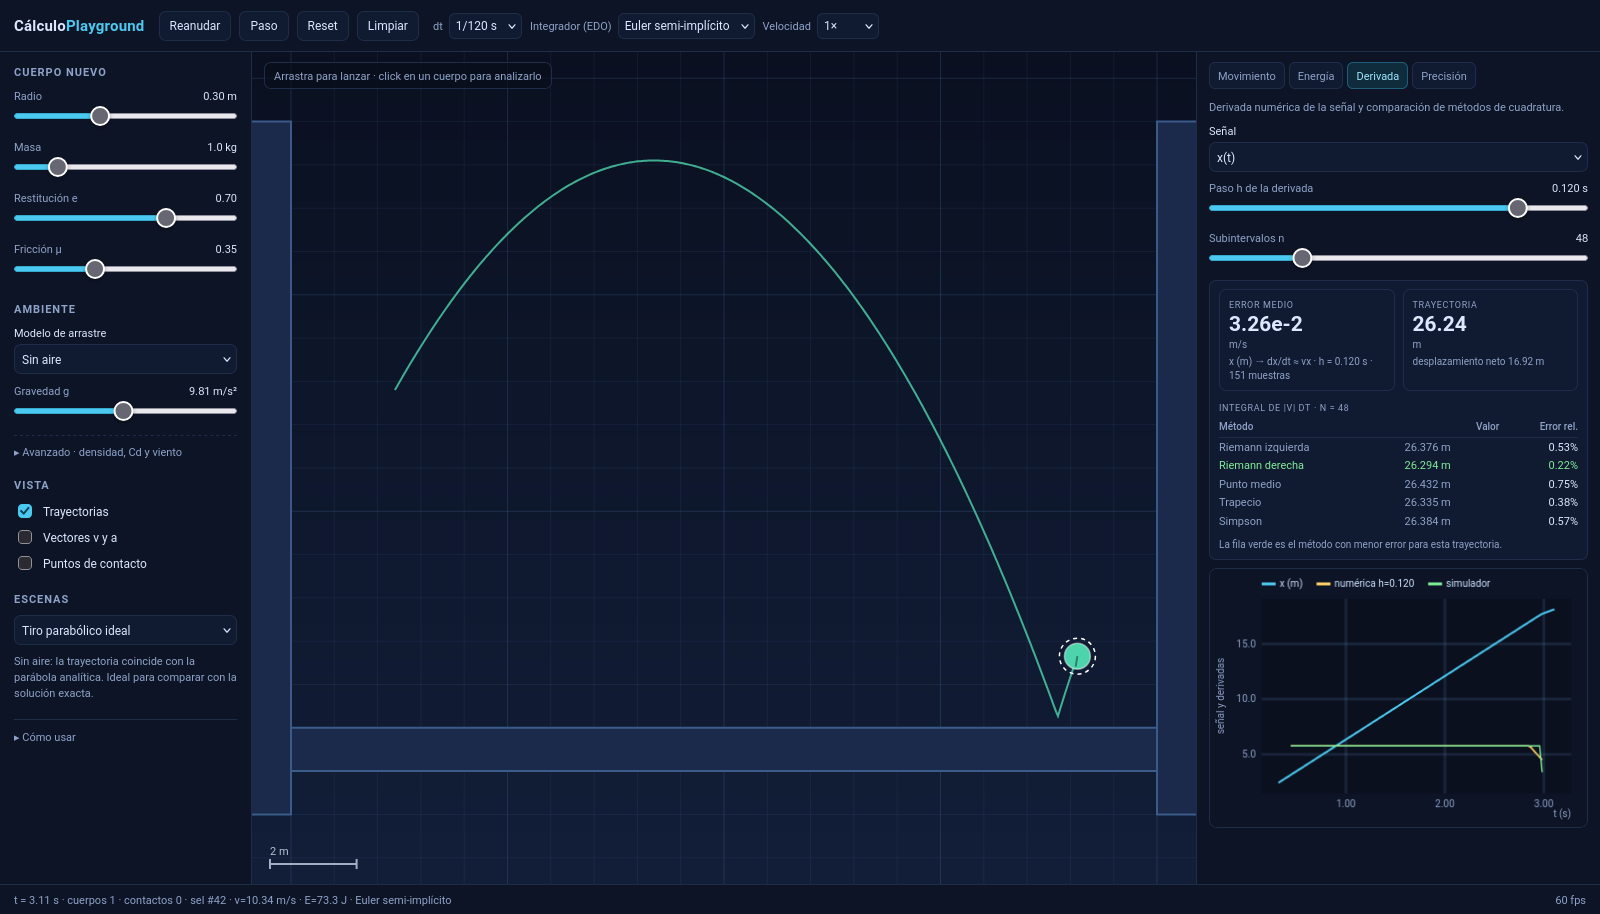 CálculoPlayground
Reanudar
Paso
Reset
Limpiar
dt
1/120 s
Integrador (EDO)
Euler semi-implícito
Velocidad
1×
CUERPO NUEVO
Radio
0.30 m
Masa
1.0 kg
Restitución e
0.70
Fricción μ
0.35
AMBIENTE
Modelo de arrastre
Sin aire
Gravedad g
9.81 m/s²
▸ Avanzado · densidad, Cd y viento
VISTA
Trayectorias
Vectores v y a
Puntos de contacto
ESCENAS
Tiro parabólico ideal
Sin aire: la trayectoria coincide con la
parábola analítica. Ideal para comparar con la
solución exacta.
▸ Cómo usar
Arrastra para lanzar · click en un cuerpo para analizarlo
2 m
Movimiento
Energía
Derivada
Precisión
Derivada numérica de la señal y comparación de métodos de cuadratura.
Señal
x(t)
Paso h de la derivada
0.120 s
Subintervalos n
48
ERROR MEDIO
3.26e-2
m/s
x (m) → dx/dt ≈ vx · h = 0.120 s ·
151 muestras
TRAYECTORIA
26.24
m
desplazamiento neto 16.92 m
INTEGRAL DE |V| DT · N = 48
Método Valor Error rel.
Riemann izquierda 26.376 m 0.53%
Riemann derecha 26.294 m 0.22%
Punto medio 26.432 m 0.75%
Trapecio 26.335 m 0.38%
Simpson 26.384 m 0.57%
La fila verde es el método con menor error para esta trayectoria.
x (m) numérica h=0.120 simulador
señal y derivadas
15.0
10.0
5.0
1.00 2.00 3.00
t (s)
t = 3.11 s · cuerpos 1 · contactos 0 · sel #42 · v=10.34 m/s · E=73.3 J · Euler semi-implícito
60 fps